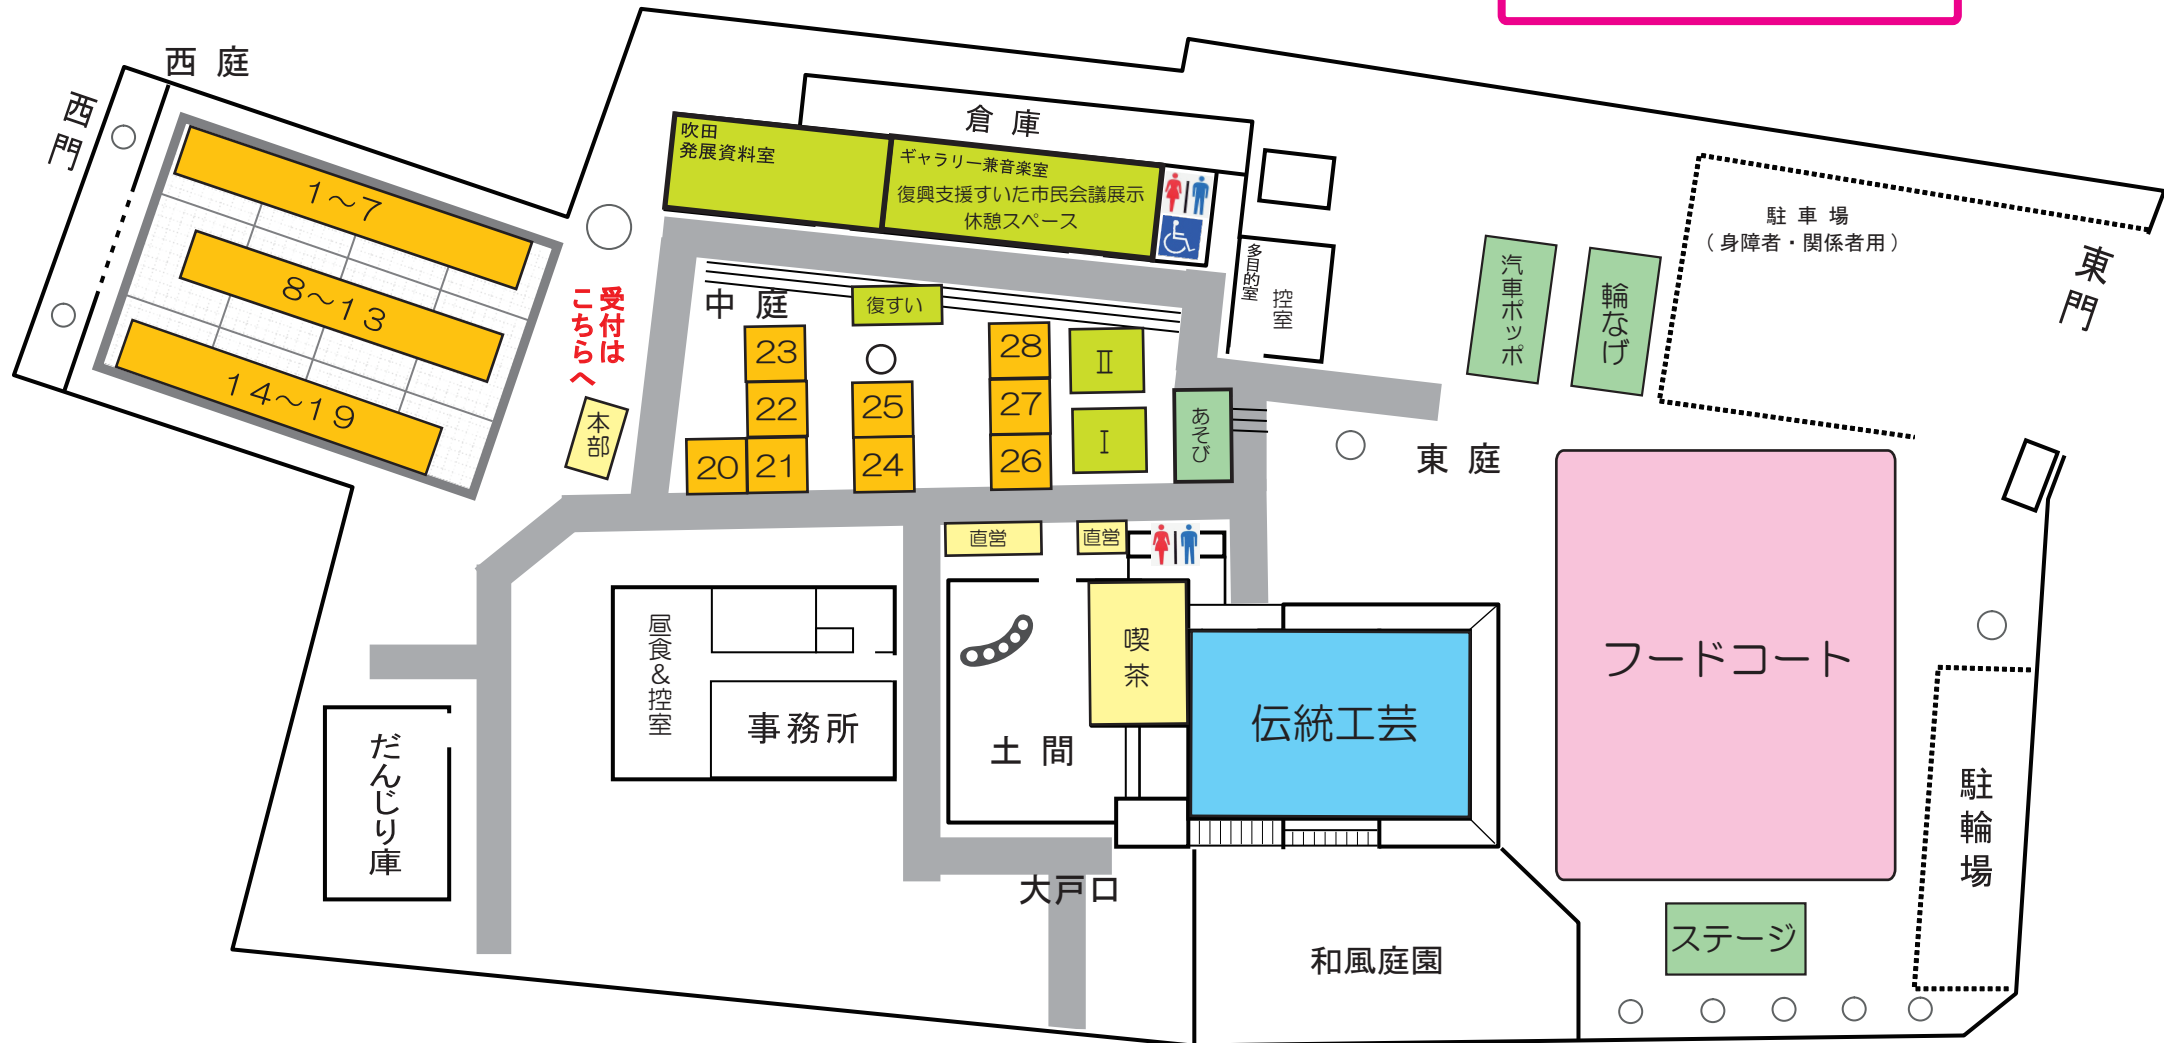 西庭
西門
1～7
8～13
14～19
受付は
こちらへ
本部
倉庫
吹田
発展資料室
ギャラリー兼音楽室
復興支援すいた市民会議展示
休憩スペース
多目的室
控室
中庭
復すい
23
22
20
21
25
24
28
27
26
Ⅱ
Ⅰ
あそび
汽車ポッポ
輪なげ
駐車場
（身障者・関係者用）
東門
東庭
直営
直営
昼食＆控室
事務所
喫茶
土間
伝統工芸
フードコート
駐輪場
だんじり庫
大戸口
和風庭園
ステージ